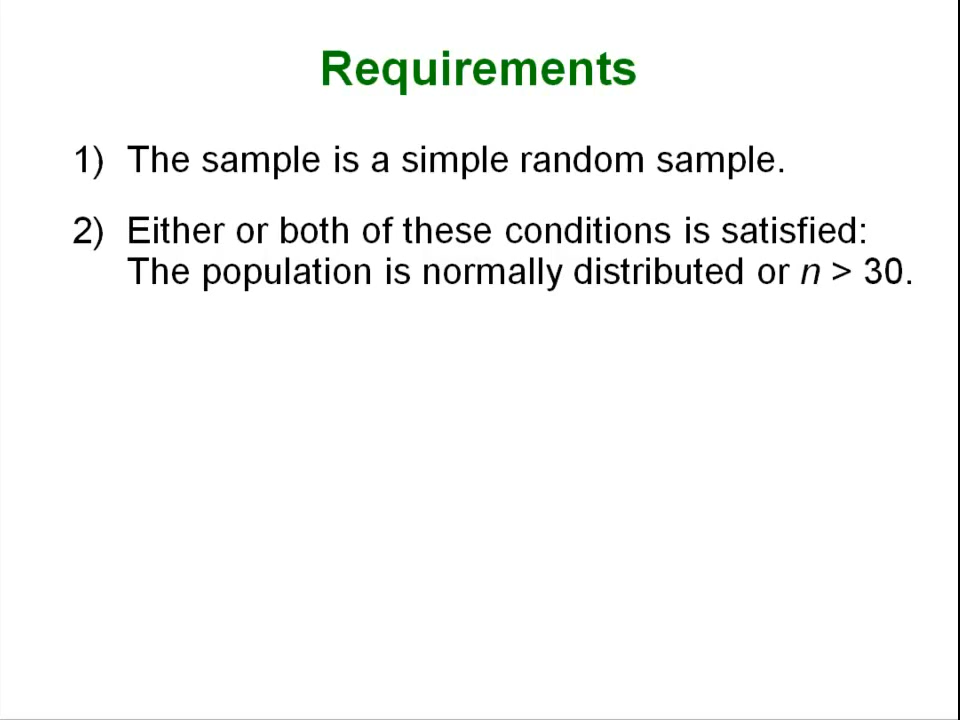 Requirements
1) The sample is a simple random sample.
2) Either or both of these conditions is satisfied:
The population is normally distributed or n > 30.